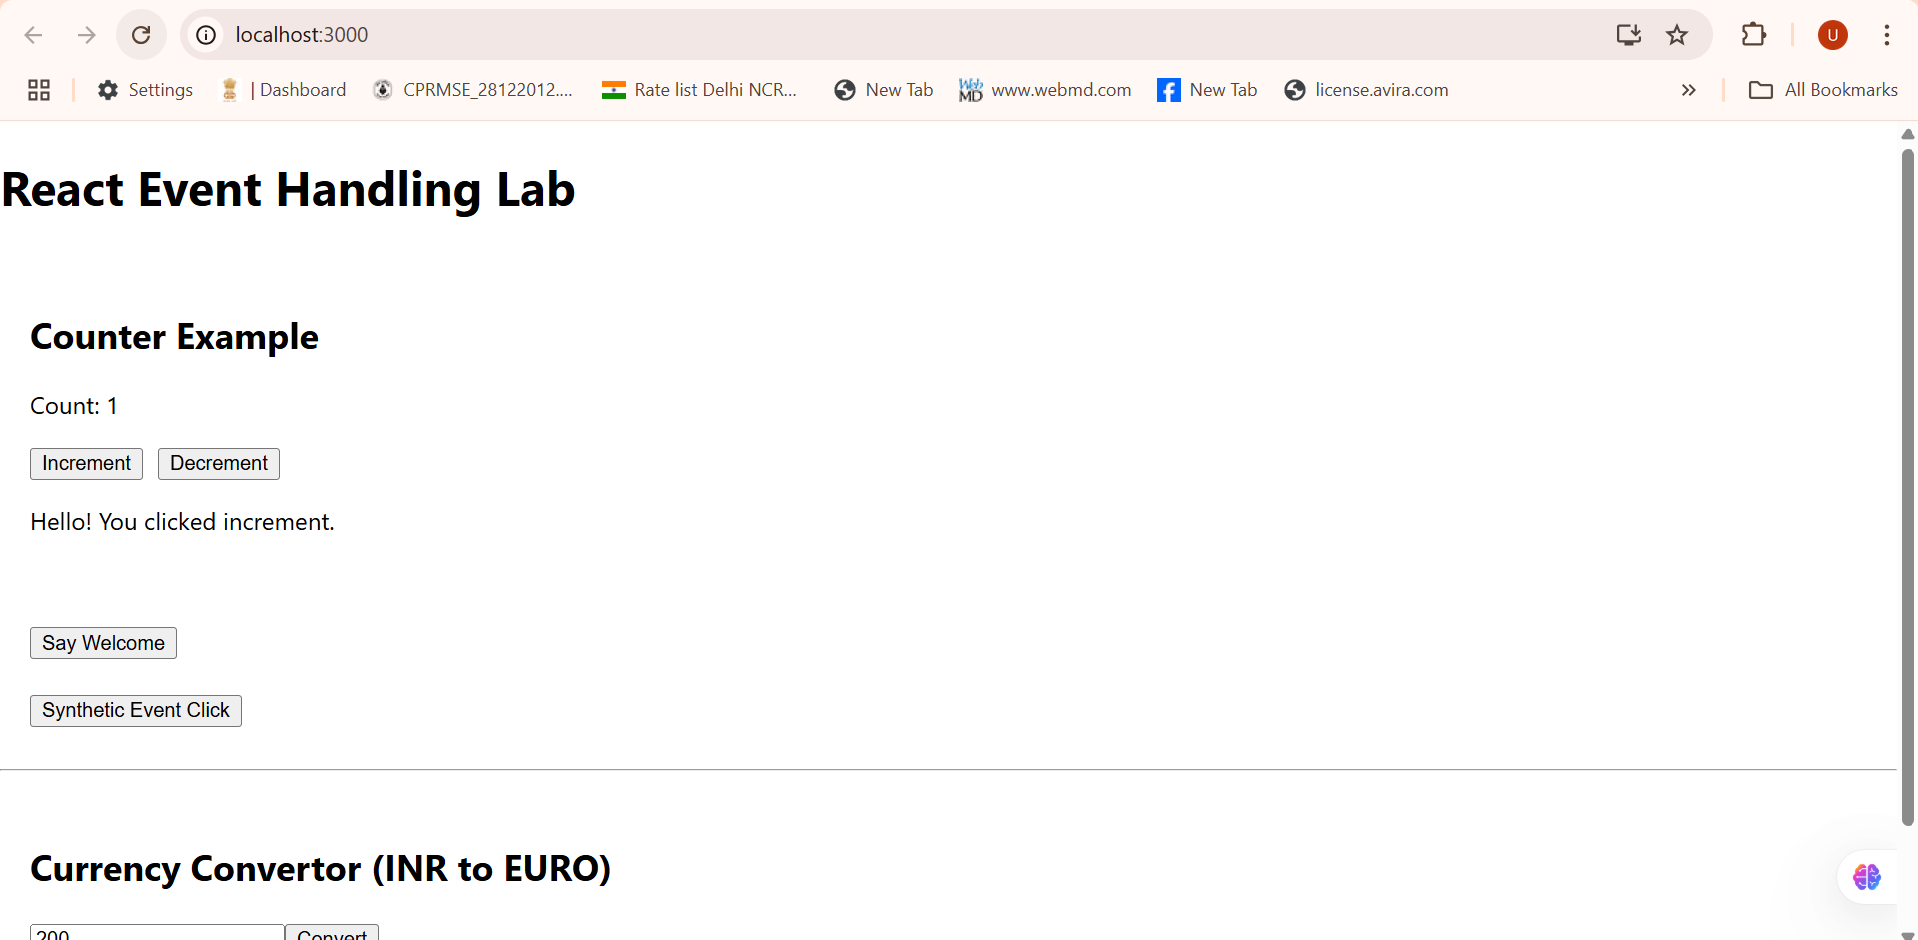 localhost:3000
U
Settings | Dashboard CPRMSE_28122012.... Rate list Delhi NCR... New Tab Web MD www.webmd.com New Tab license.avira.com » All Bookmarks
React Event Handling Lab
Counter Example
Count: 1
Increment Decrement
Hello! You clicked increment.
Say Welcome
Synthetic Event Click
Currency Convertor (INR to EURO)
200 Convert